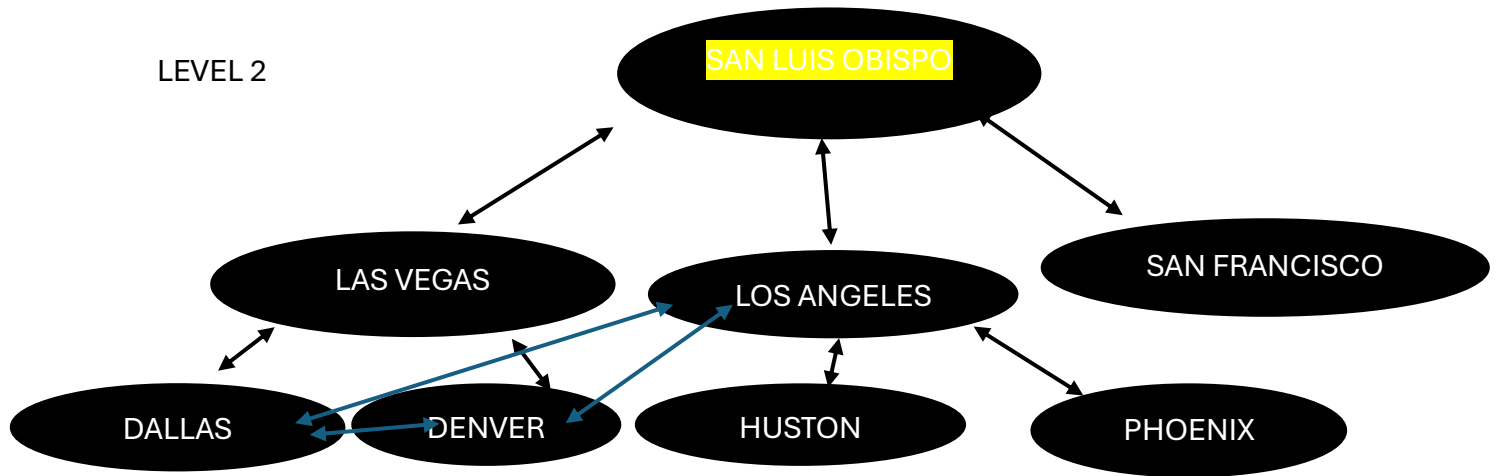 SAN LUIS OBISPO
LEVEL 2
SAN FRANCISCO
LAS VEGAS
LOS ANGELES
DALLAS
DENVER
HUSTON
PHOENIX